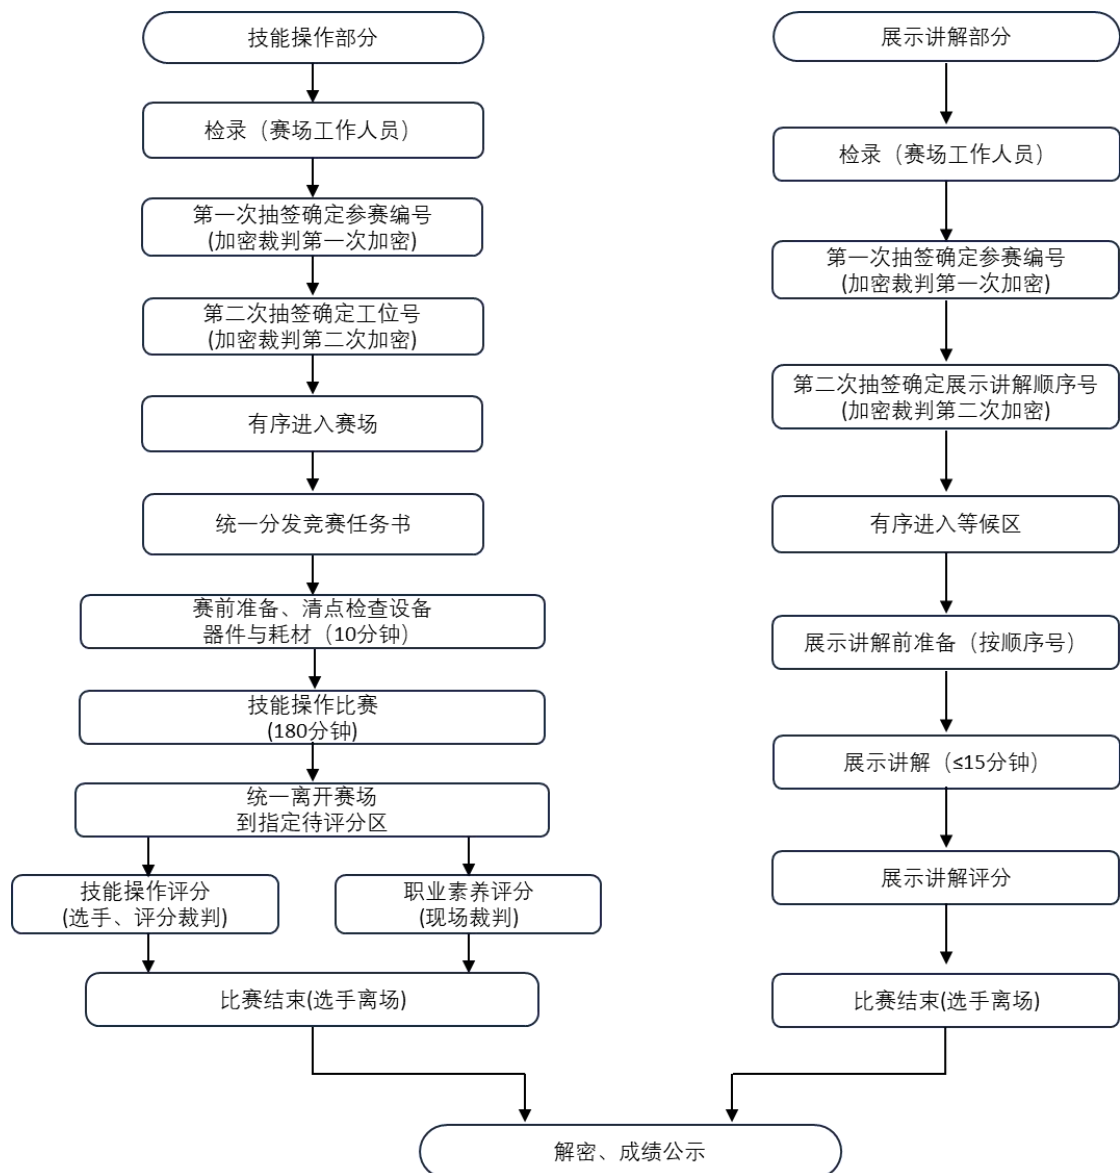 技能操作部分
检录（赛场工作人员）
第一次抽签确定参赛编号
(加密裁判第一次加密)
第二次抽签确定工位号
(加密裁判第二次加密)
有序进入赛场
统一分发竞赛任务书
赛前准备、清点检查设备
器件与耗材（10分钟）
技能操作比赛
(180分钟)
统一离开赛场
到指定待评分区
技能操作评分
(选手、评分裁判)
职业素养评分
(现场裁判)
比赛结束(选手离场)
展示讲解部分
检录（赛场工作人员）
第一次抽签确定参赛编号
(加密裁判第一次加密)
第二次抽签确定展示讲解顺序号
(加密裁判第二次加密)
有序进入等候区
展示讲解前准备（按顺序号）
展示讲解（≤15分钟）
展示讲解评分
比赛结束(选手离场)
解密、成绩公示